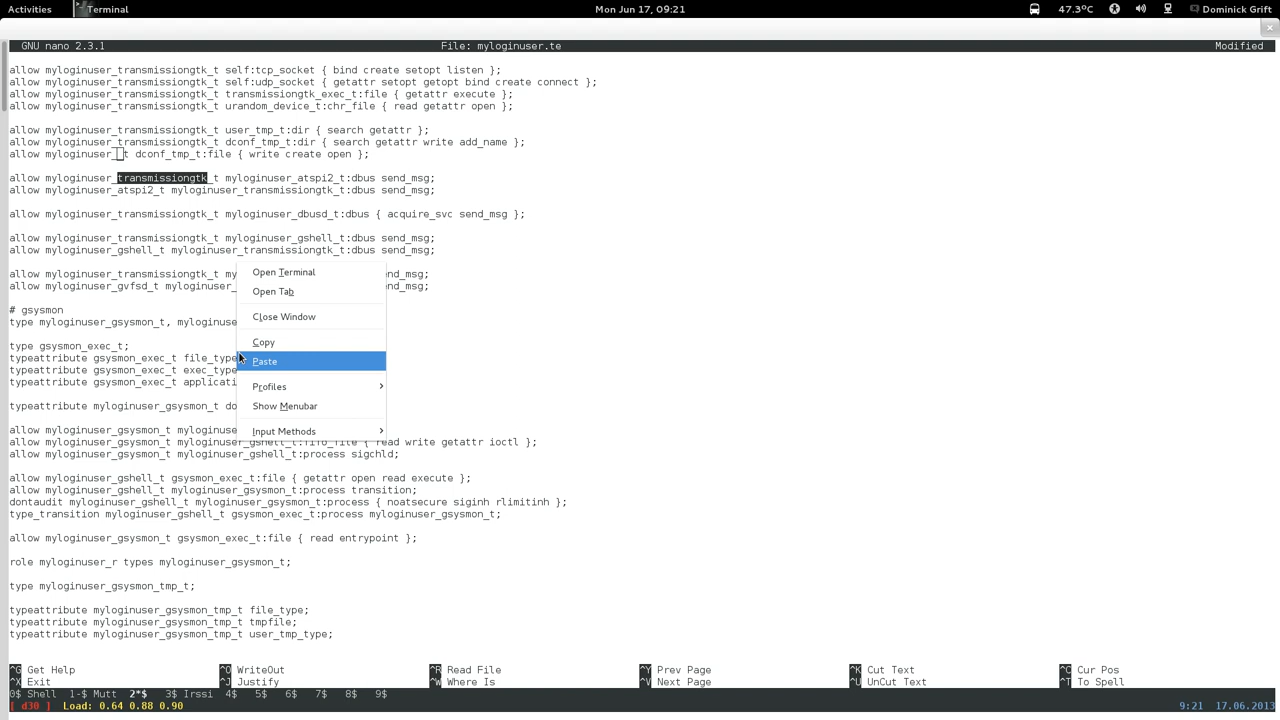 Activities Terminal Mon Jun 17, 09:21 47.3°C Dominick Grift
GNU nano 2.3.1 File: myloginuser.te Modified
allow myloginuser_transmissiongtk_t self:tcp_socket { bind create setopt listen };
allow myloginuser_transmissiongtk_t self:udp_socket { getattr setopt getopt bind create connect };
allow myloginuser_transmissiongtk_t transmissiongtk_exec_t:file { getattr execute };
allow myloginuser_transmissiongtk_t urandom_device_t:chr_file { read getattr open };
allow myloginuser_transmissiongtk_t user_tmp_t:dir { search getattr };
allow myloginuser_transmissiongtk_t dconf_tmp_t:dir { search getattr write add_name };
allow myloginuser_ t dconf_tmp_t:file { write create open };
allow myloginuser_transmissiongtk_t myloginuser_atspi2_t:dbus send_msg;
allow myloginuser_atspi2_t myloginuser_transmissiongtk_t:dbus send_msg;
allow myloginuser_transmissiongtk_t myloginuser_dbusd_t:dbus { acquire_svc send_msg };
allow myloginuser_transmissiongtk_t myloginuser_gshell_t:dbus send_msg;
allow myloginuser_gshell_t myloginuser_transmissiongtk_t:dbus send_msg;
allow myloginuser_transmissiongtk_t my end_msg;
allow myloginuser_gvfsd_t myloginuser_ end_msg;
# gsysmon
type myloginuser_gsysmon_t, myloginuse
type gsysmon_exec_t;
typeattribute gsysmon_exec_t file_type
typeattribute gsysmon_exec_t exec_type
typeattribute gsysmon_exec_t applicati
typeattribute myloginuser_gsysmon_t do
allow myloginuser_gsysmon_t myloginuse
allow myloginuser_gsysmon_t myloginuser_gshell_t:fifo_file { read write getattr ioctl };
allow myloginuser_gsysmon_t myloginuser_gshell_t:process sigchld;
allow myloginuser_gshell_t gsysmon_exec_t:file { getattr open read execute };
allow myloginuser_gshell_t myloginuser_gsysmon_t:process transition;
dontaudit myloginuser_gshell_t myloginuser_gsysmon_t:process { noatsecure siginh rlimitinh };
type_transition myloginuser_gshell_t gsysmon_exec_t:process myloginuser_gsysmon_t;
allow myloginuser_gsysmon_t gsysmon_exec_t:file { read entrypoint };
role myloginuser_r types myloginuser_gsysmon_t;
type myloginuser_gsysmon_tmp_t;
typeattribute myloginuser_gsysmon_tmp_t file_type;
typeattribute myloginuser_gsysmon_tmp_t tmpfile;
typeattribute myloginuser_gsysmon_tmp_t user_tmp_type;
Open Terminal
Open Tab
Close Window
Copy
Paste
Profiles
Show Menubar
Input Methods
^G Get Help ^O WriteOut ^R Read File ^Y Prev Page ^K Cut Text ^C Cur Pos
^X Exit ^J Justify ^W Where Is ^V Next Page ^U UnCut Text ^T To Spell
0$ Shell 1-$ Mutt 2*$ 3$ Irssi 4$ 5$ 6$ 7$ 8$ 9$
[ d30 ] Load: 0.64 0.88 0.90 9:21 17.06.2013